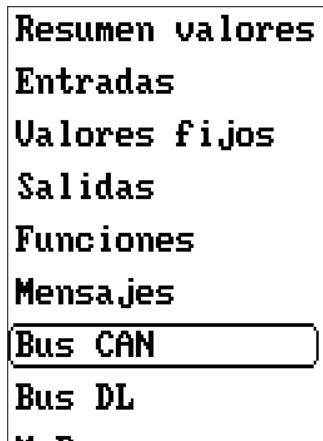 Resumen valores
Entradas
Valores fijos
Salidas
Funciones
Mensajes
Bus CAN
Bus DL